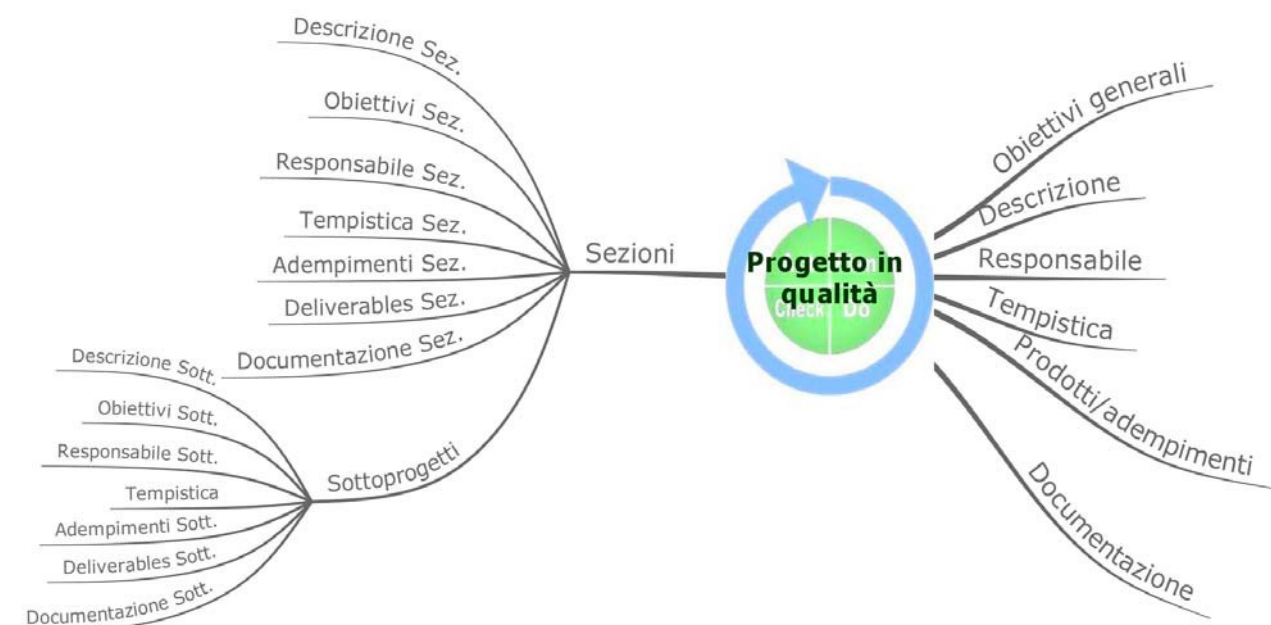 Descrizione Sez.
Obiettivi Sez.
Responsabile Sez.
Tempistica Sez.
Adempimenti Sez.
Deliverables Sez.
Documentazione Sez.
Sezioni
Descrizione Sott.
Obiettivi Sott.
Responsabile Sott.
Tempistica
Adempimenti Sott.
Deliverables Sott.
Documentazione Sott.
Sottoprogetti
Progetto in
qualità
Check Do
Obiettivi generali
Descrizione
Responsabile
Tempistica
Prodotti/adempimenti
Documentazione